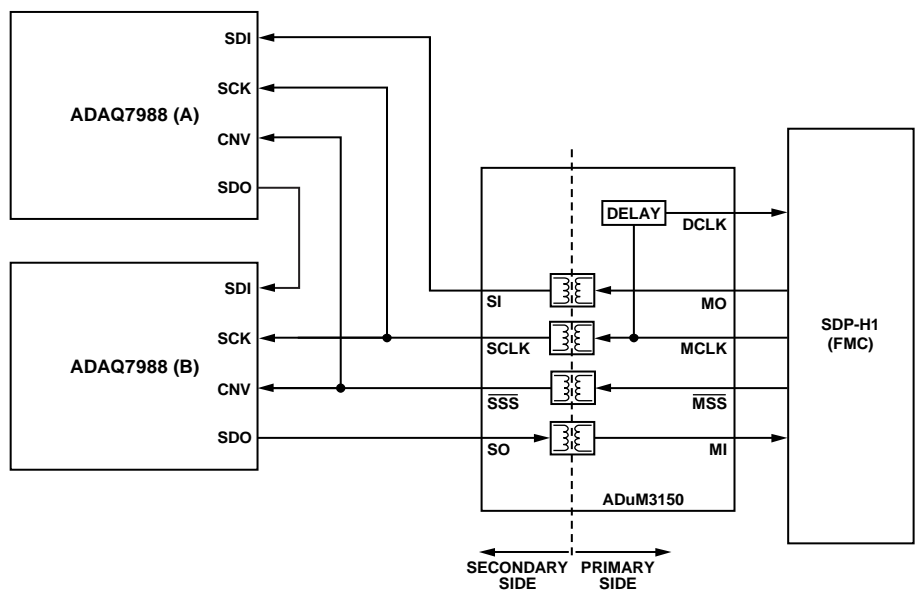 ADAQ7988 (A)
SDI
SCK
CNV
SDO
ADAQ7988 (B)
SDI
SCK
CNV
SDO
DELAY
DCLK
SI
MO
SCLK
MCLK
SSS
MSS
SO
MI
ADuM3150
SDP-H1
(FMC)
SECONDARY
SIDE
PRIMARY
SIDE